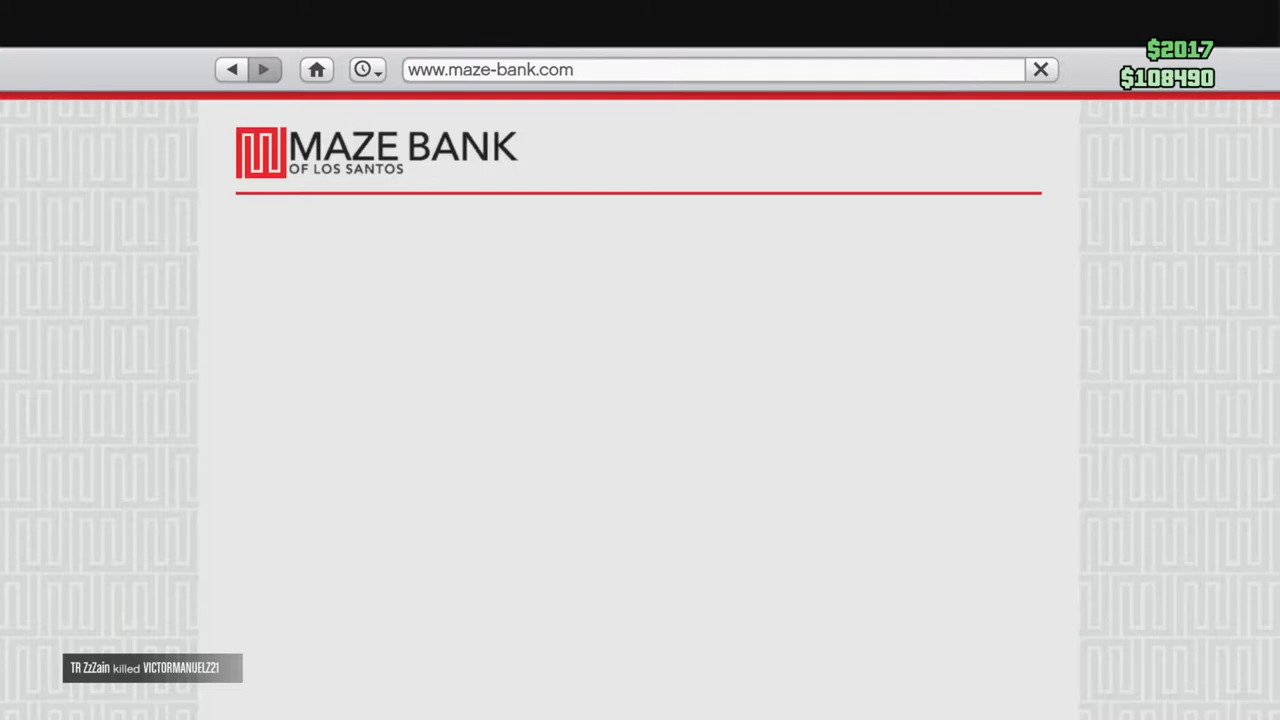 $2017
www.maze-bank.com
$108490
MAZE BANK
OF LOS SANTOS
TR ZzZain killed VICTORMANUELZ21